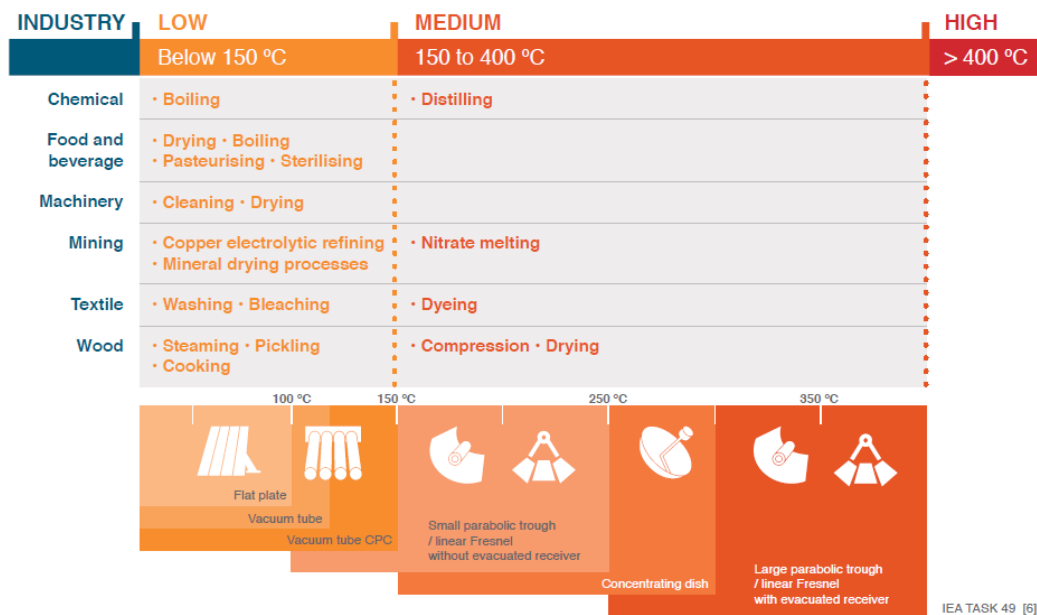 INDUSTRY LOW MEDIUM HIGH
Below 150 ºC 150 to 400 ºC > 400 ºC
Chemical · Boiling · Distilling
Food and · Drying · Boiling
beverage · Pasteurising · Sterilising
Machinery · Cleaning · Drying
Mining · Copper electrolytic refining · Nitrate melting
· Mineral drying processes
Textile · Washing · Bleaching · Dyeing
Wood · Steaming · Pickling · Compression · Drying
· Cooking
100 ºC 150 ºC 250 ºC 350 ºC
Flat plate
Vacuum tube
Vacuum tube CPC
Small parabolic trough
/ linear Fresnel
without evacuated receiver
Concentrating dish
Large parabolic trough
/ linear Fresnel
with evacuated receiver
IEA TASK 49 [6]